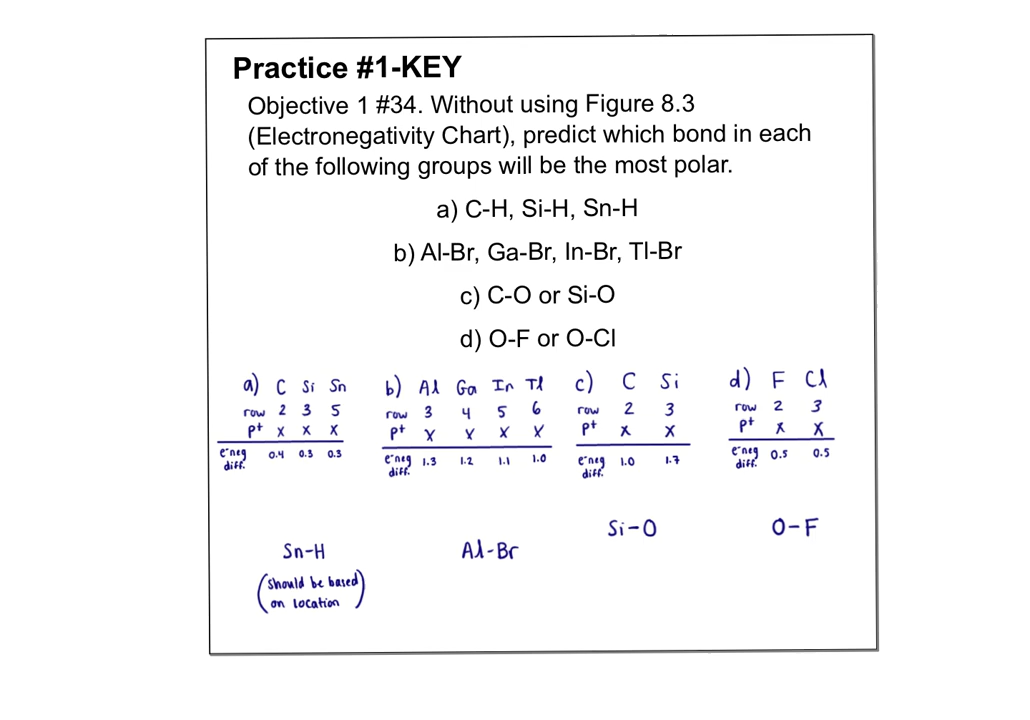 Practice #1-KEY
Objective 1 #34. Without using Figure 8.3
(Electronegativity Chart), predict which bond in each
of the following groups will be the most polar.
a) C-H, Si-H, Sn-H
b) Al-Br, Ga-Br, In-Br, Tl-Br
c) C-O or Si-O
d) O-F or O-Cl
a) C Si Sn
row 2 3 5
p+ x x x
e⁻neg diff. 0.4 0.3 0.3
Sn-H
(should be based
on location)
b) Al Ga In Tl
row 3 4 5 6
p+ x x x x
e⁻neg diff. 1.3 1.2 1.1 1.0
Al-Br
c) C Si
row 2 3
p+ x x
e⁻neg diff. 1.0 1.7
Si-O
d) F Cl
row 2 3
p+ x x
e⁻neg diff. 0.5 0.5
O-F